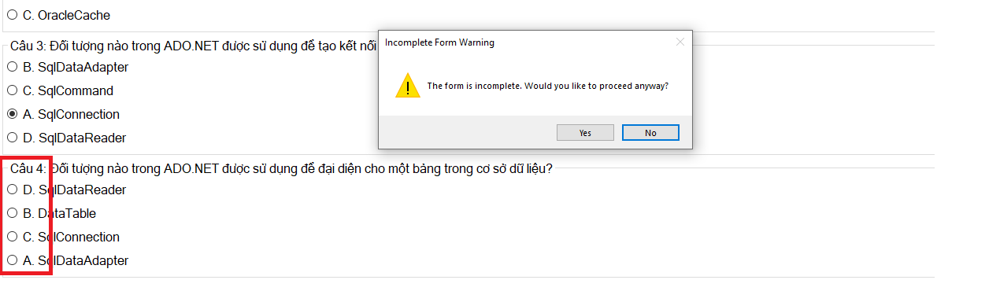 C. OracleCache
Câu 3: Đối tượng nào trong ADO.NET được sử dụng để tạo kết nối
B. SqlDataAdapter
C. SqlCommand
A. SqlConnection
D. SqlDataReader
Incomplete Form Warning
The form is incomplete. Would you like to proceed anyway?
Yes
No
Câu 4: Đối tượng nào trong ADO.NET được sử dụng để đại diện cho một bảng trong cơ sở dữ liệu?
D. SqlDataReader
B. DataTable
C. SqlConnection
A. SqlDataAdapter